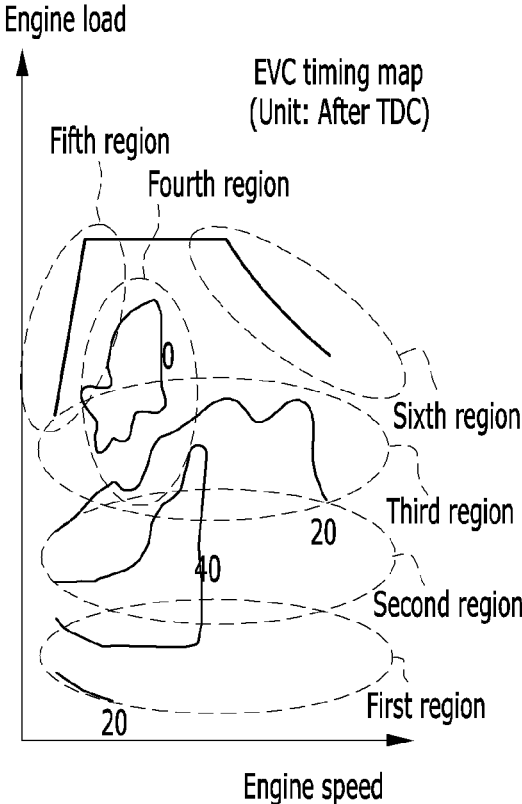 Engine load
EVC timing map
(Unit: After TDC)
Fifth region
Fourth region
0
Sixth region
Third region
20
40
Second region
First region
20
Engine speed